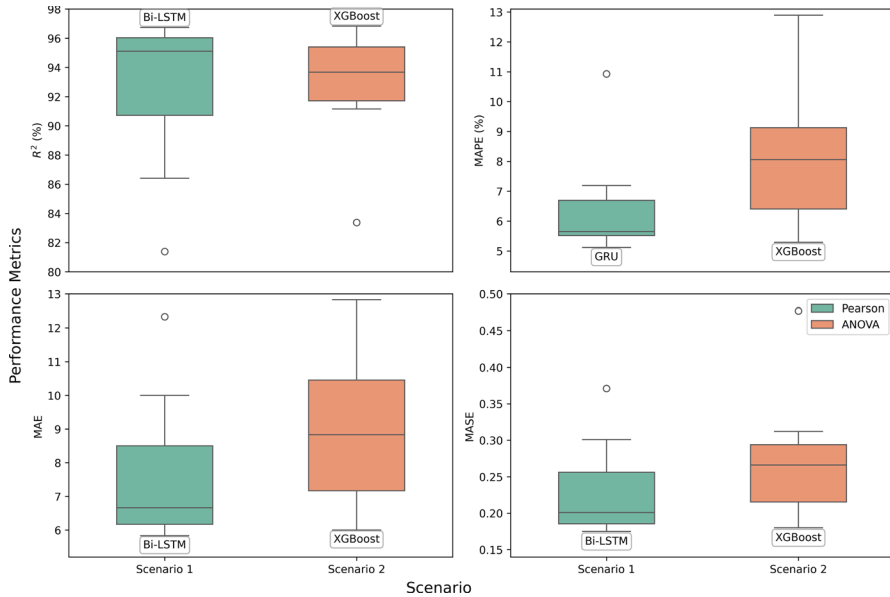 98
96
94
92
90
88
86
84
82
80
R² (%)
Bi-LSTM
XGBoost
13
12
11
10
9
8
7
6
5
MAPE (%)
GRU
XGBoost
Performance Metrics
13
12
11
10
9
8
7
6
MAE
Bi-LSTM
XGBoost
Scenario 1
Scenario 2
0.50
0.45
0.40
0.35
0.30
0.25
0.20
0.15
MASE
Pearson
ANOVA
Bi-LSTM
XGBoost
Scenario 1
Scenario 2
Scenario